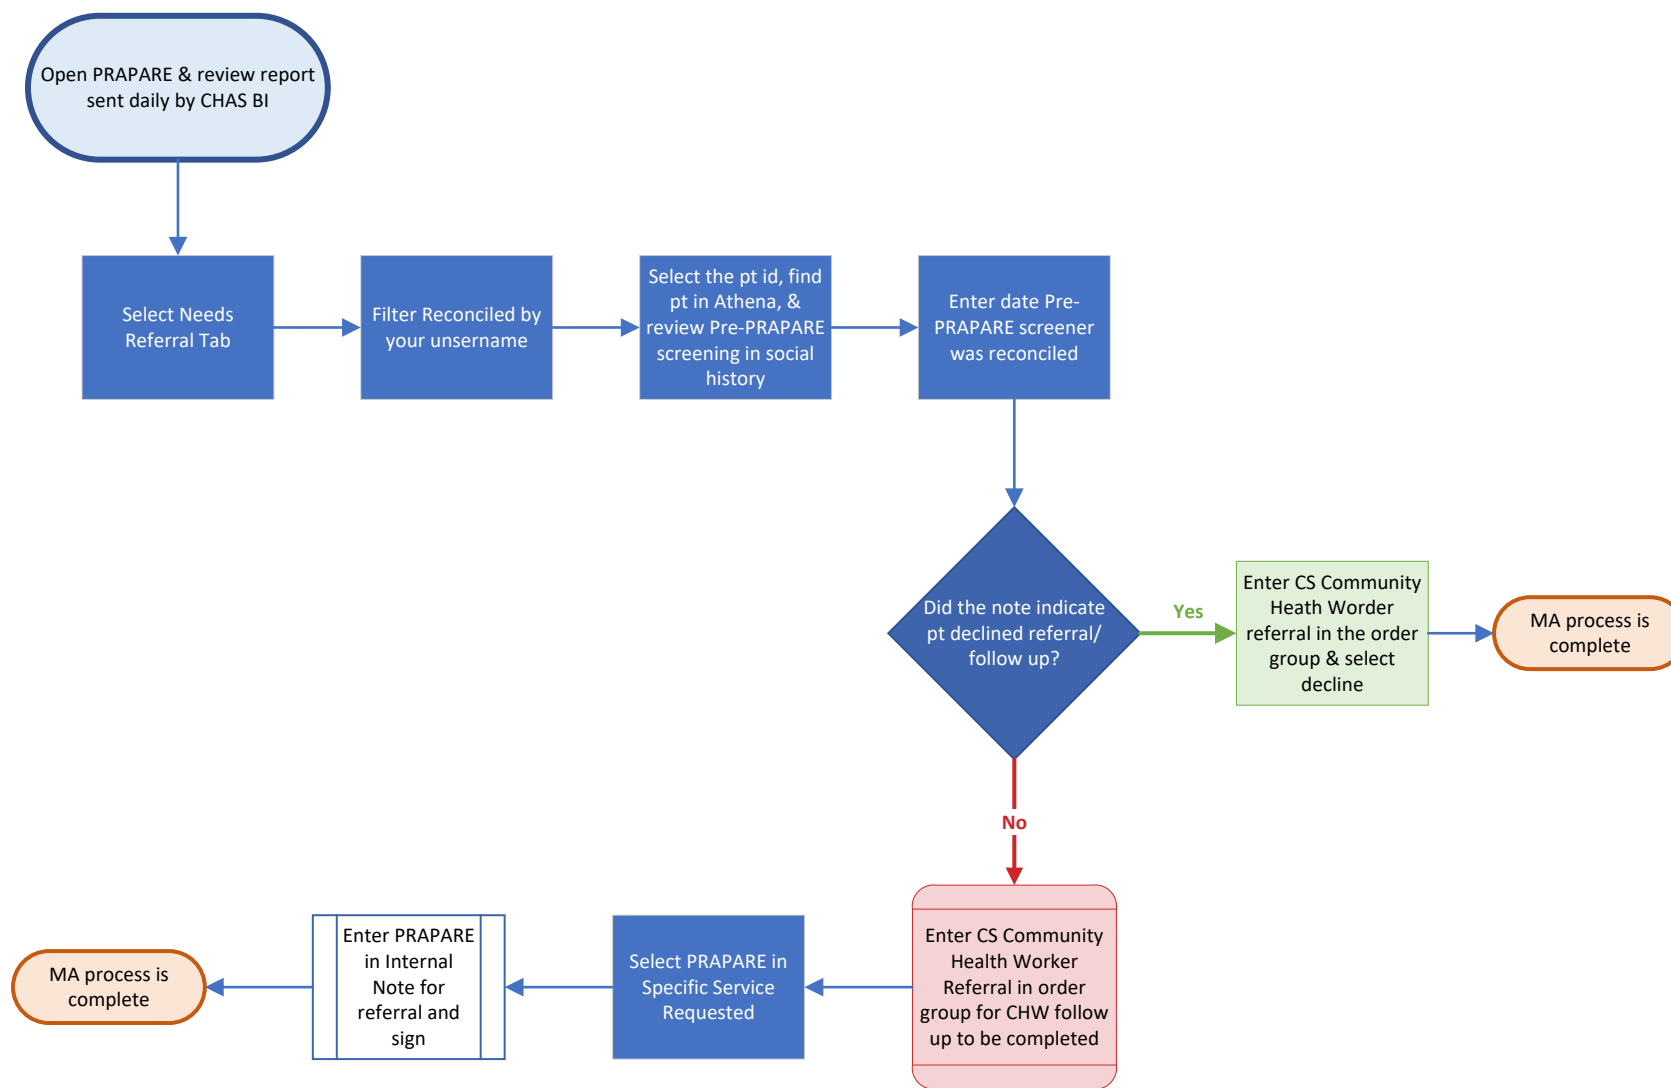 Open PRAPARE & review report
sent daily by CHAS BI
Select Needs
Referral Tab
Filter Reconciled by
your unsername
Select the pt id, find
pt in Athena, &
review Pre-PRAPARE
screening in social
history
Enter date Pre-
PRAPARE screener
was reconciled
Did the note indicate
pt declined referral/
follow up?
Yes
Enter CS Community
Heath Worder
referral in the order
group & select
decline
MA process is
complete
No
Enter CS Community
Health Worker
Referral in order
group for CHW follow
up to be completed
Select PRAPARE in
Specific Service
Requested
Enter PRAPARE
in Internal
Note for
referral and
sign
MA process is
complete